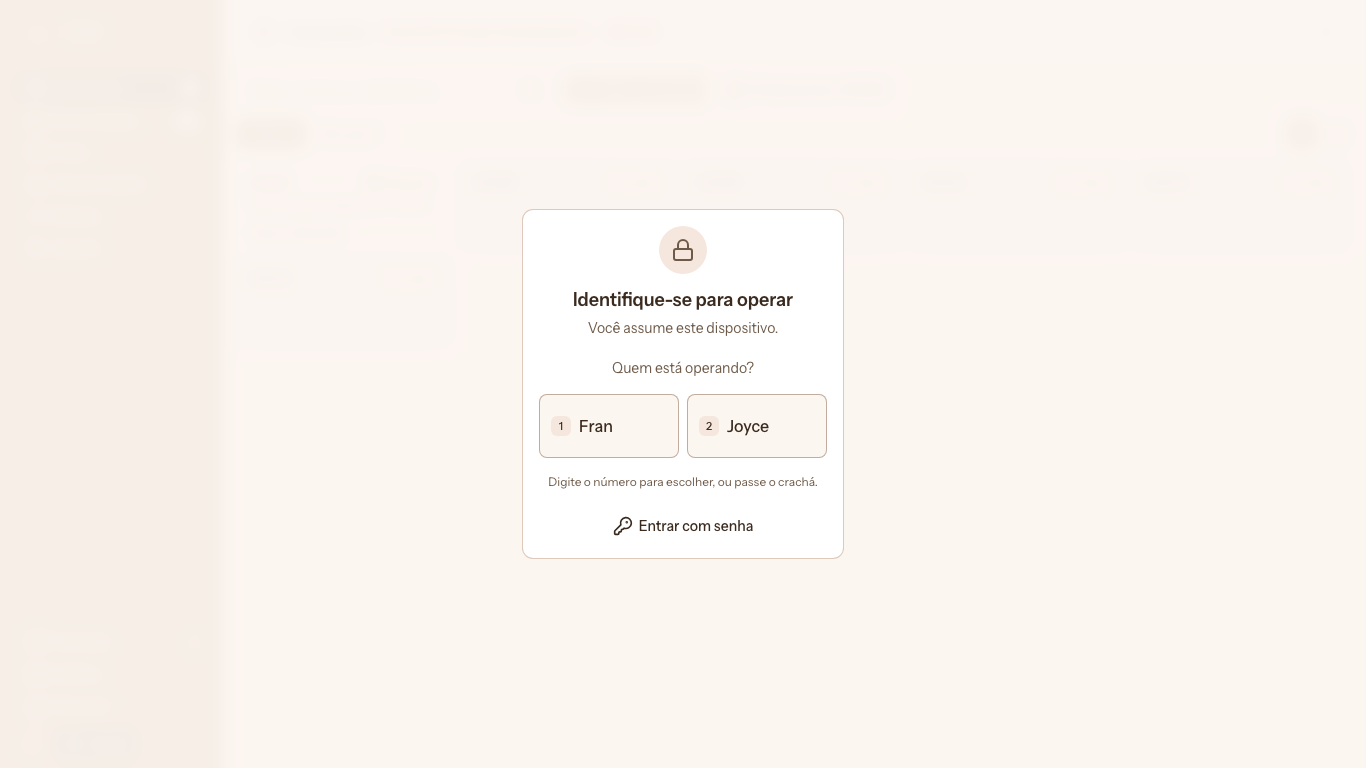 Identifique-se para operar
Você assume este dispositivo.
Quem está operando?
1 Fran
2 Joyce
Digite o número para escolher, ou passe o crachá.
Entrar com senha